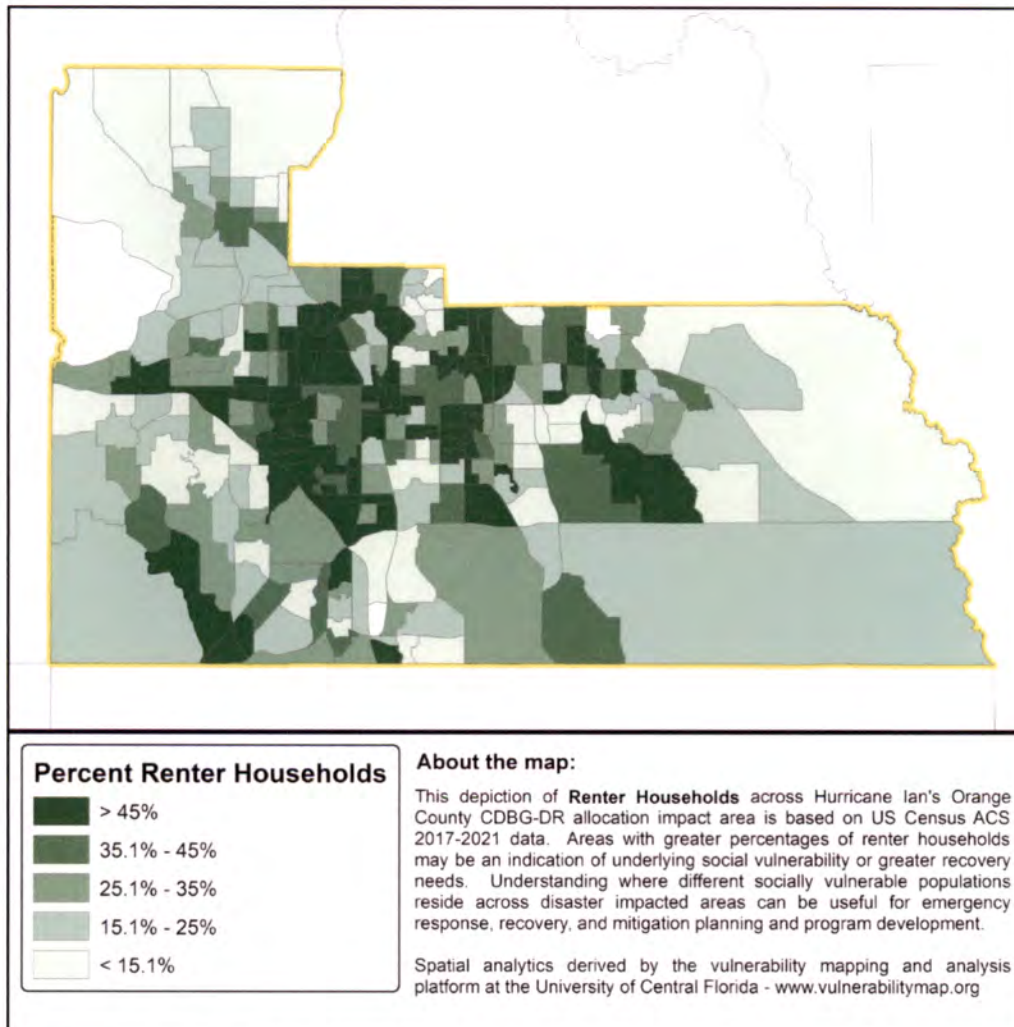 Percent Renter Households
> 45%
35.1% - 45%
25.1% - 35%
15.1% - 25%
< 15.1%
About the map:
This depiction of Renter Households across Hurricane Ian's Orange
County CDBG-DR allocation impact area is based on US Census ACS
2017-2021 data. Areas with greater percentages of renter households
may be an indication of underlying social vulnerability or greater recovery
needs. Understanding where different socially vulnerable populations
reside across disaster impacted areas can be useful for emergency
response, recovery, and mitigation planning and program development.
Spatial analytics derived by the vulnerability mapping and analysis
platform at the University of Central Florida - www.vulnerabilitymap.org